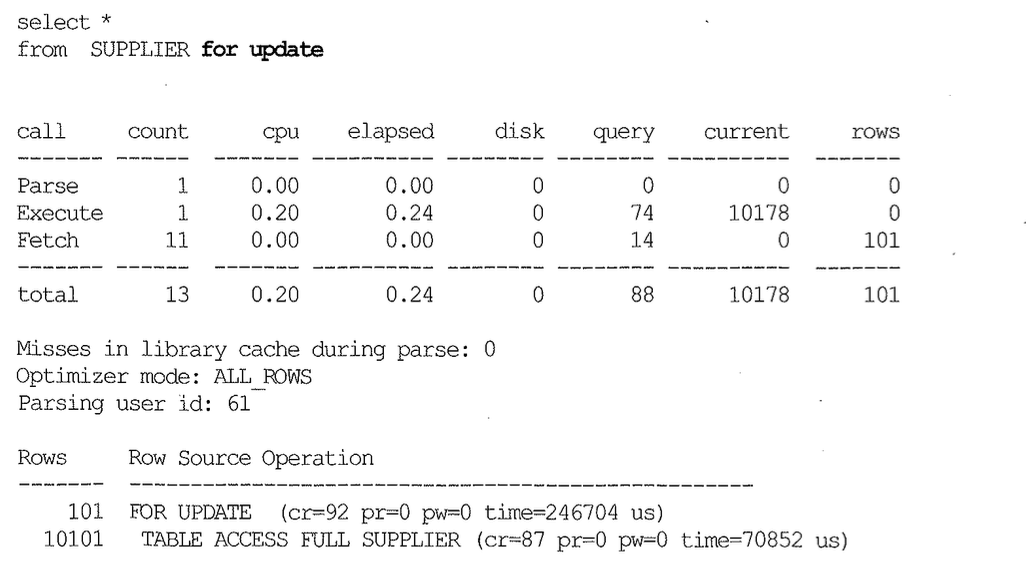 select *
from SUPPLIER for update
call count cpu elapsed disk query current rows
------- ------ -------- ---------- ---------- ---------- ---------- ----------
Parse 1 0.00 0.00 0 0 0 0
Execute 1 0.20 0.24 0 74 10178 0
Fetch 11 0.00 0.00 0 14 0 101
------- ------ -------- ---------- ---------- ---------- ---------- ----------
total 13 0.20 0.24 0 88 10178 101
Misses in library cache during parse: 0
Optimizer mode: ALL_ROWS
Parsing user id: 61
Rows Row Source Operation
------- ---------------------------------------------------
101 FOR UPDATE (cr=92 pr=0 pw=0 time=246704 us)
10101 TABLE ACCESS FULL SUPPLIER (cr=87 pr=0 pw=0 time=70852 us)